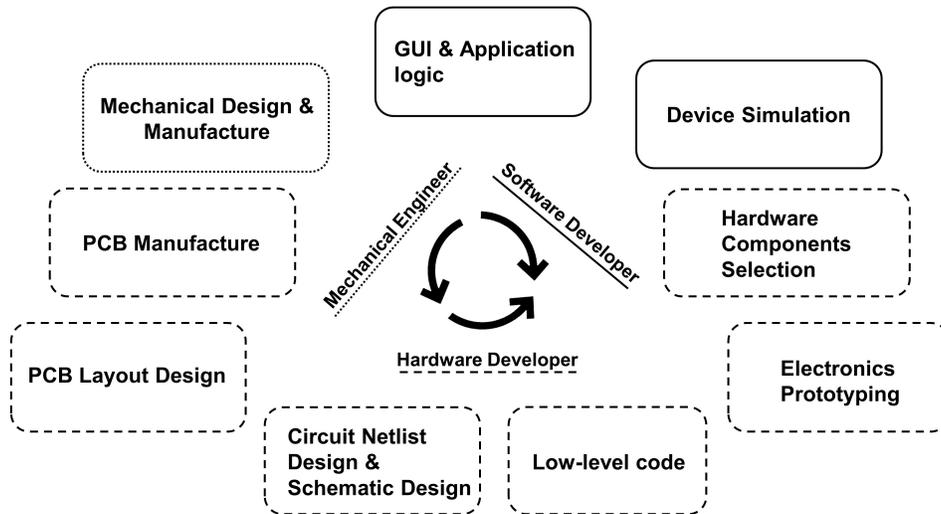 GUI & Application
logic
Mechanical Design &
Manufacture
Device Simulation
Mechanical Engineer
Software Developer
PCB Manufacture
Hardware
Components
Selection
Hardware Developer
PCB Layout Design
Electronics
Prototyping
Circuit Netlist
Design &
Schematic Design
Low-level code